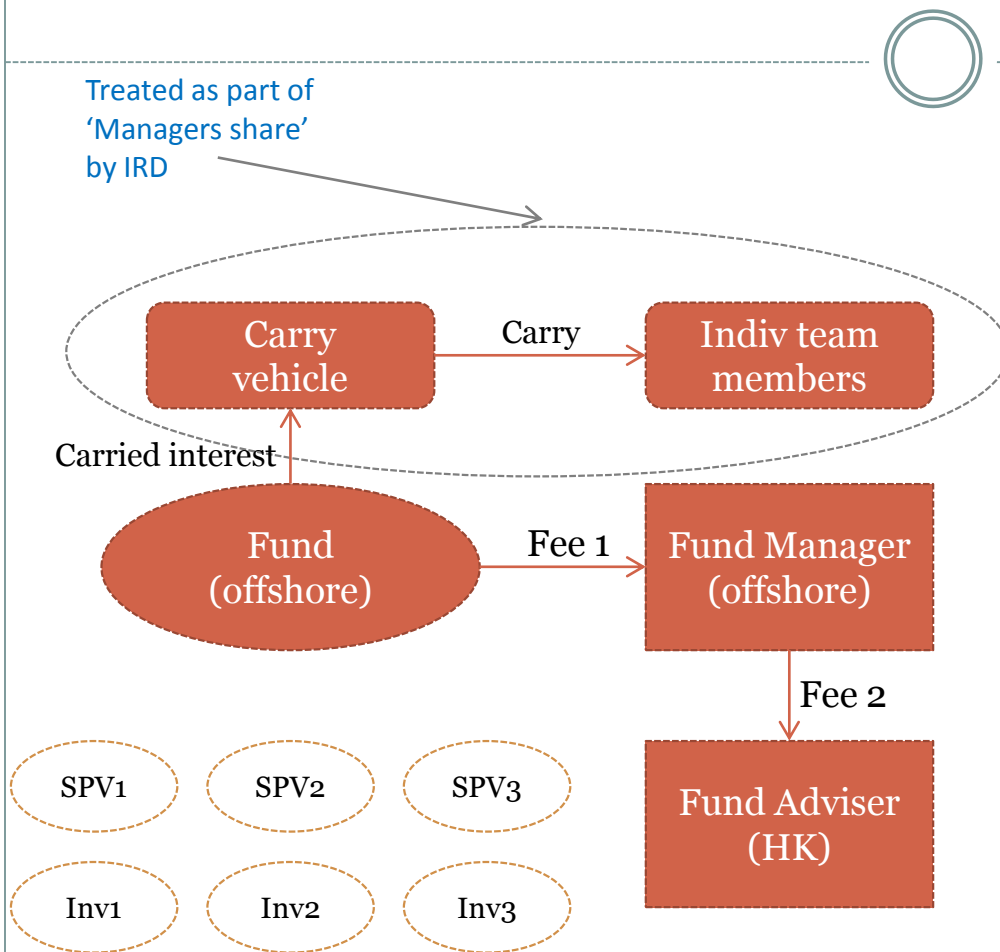 Treated as part of
‘Managers share’
by IRD
Carry
vehicle
Carry
Indiv team
members
Carried interest
Fund
(offshore)
Fee 1
Fund Manager
(offshore)
Fee 2
SPV1
SPV2
SPV3
Fund Adviser
(HK)
Inv1
Inv2
Inv3